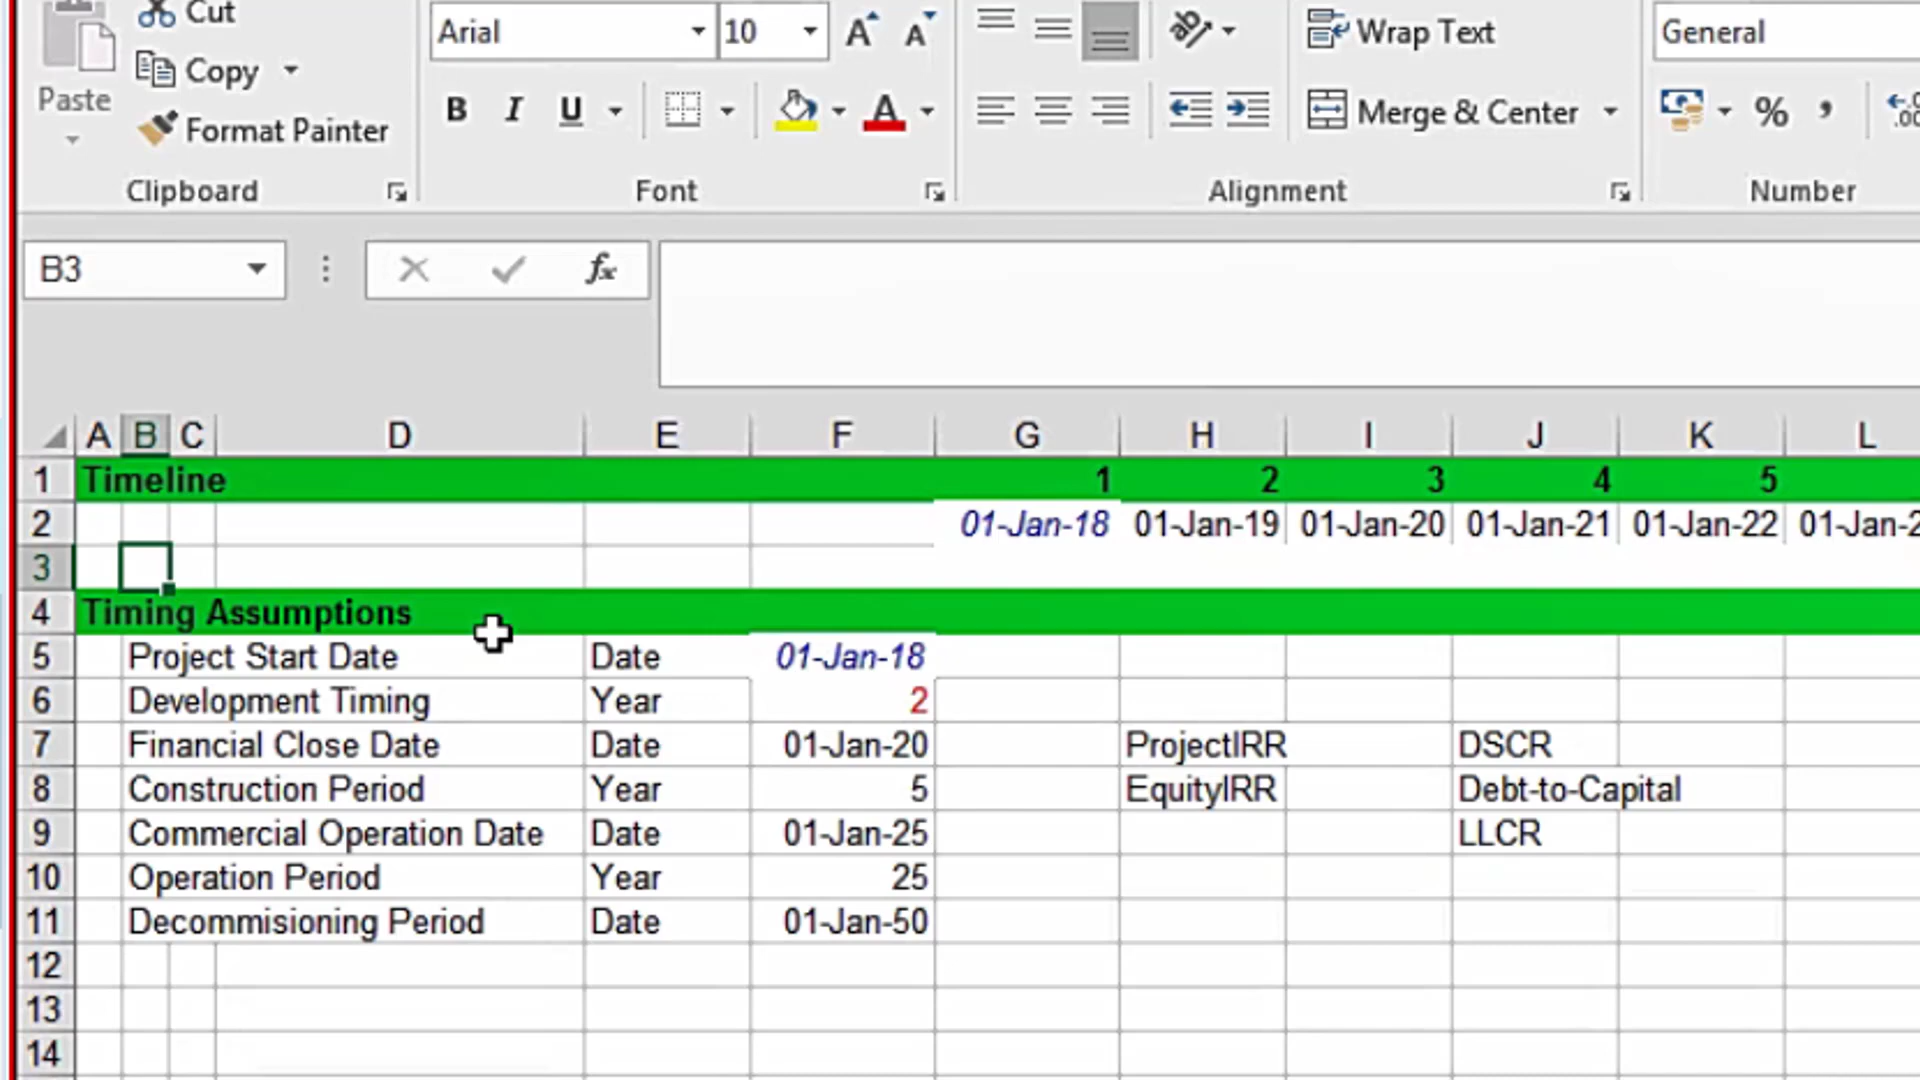 Cut
Copy
Paste
Format Painter
Clipboard
Arial 10 A A
B I U A
Font
ab Wrap Text
Merge & Center
Alignment
General
% ,
Number
B3 fx
A B C D E F G H I J K L
1 Timeline 1 2 3 4 5
2 01-Jan-18 01-Jan-19 01-Jan-20 01-Jan-21 01-Jan-22
3
4 Timing Assumptions
5 Project Start Date Date 01-Jan-18
6 Development Timing Year 2
7 Financial Close Date Date 01-Jan-20 ProjectIRR DSCR
8 Construction Period Year 5 EquityIRR Debt-to-Capital
9 Commercial Operation Date Date 01-Jan-25 LLCR
10 Operation Period Year 25
11 Decommisioning Period Date 01-Jan-50
12
13
14